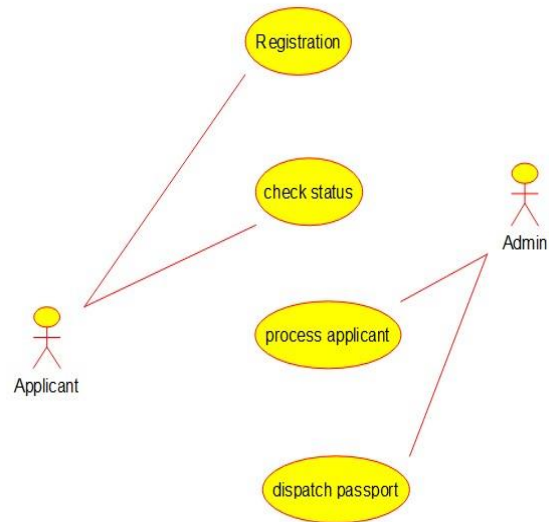 Registration
check status
Admin
process applicant
Applicant
dispatch passport